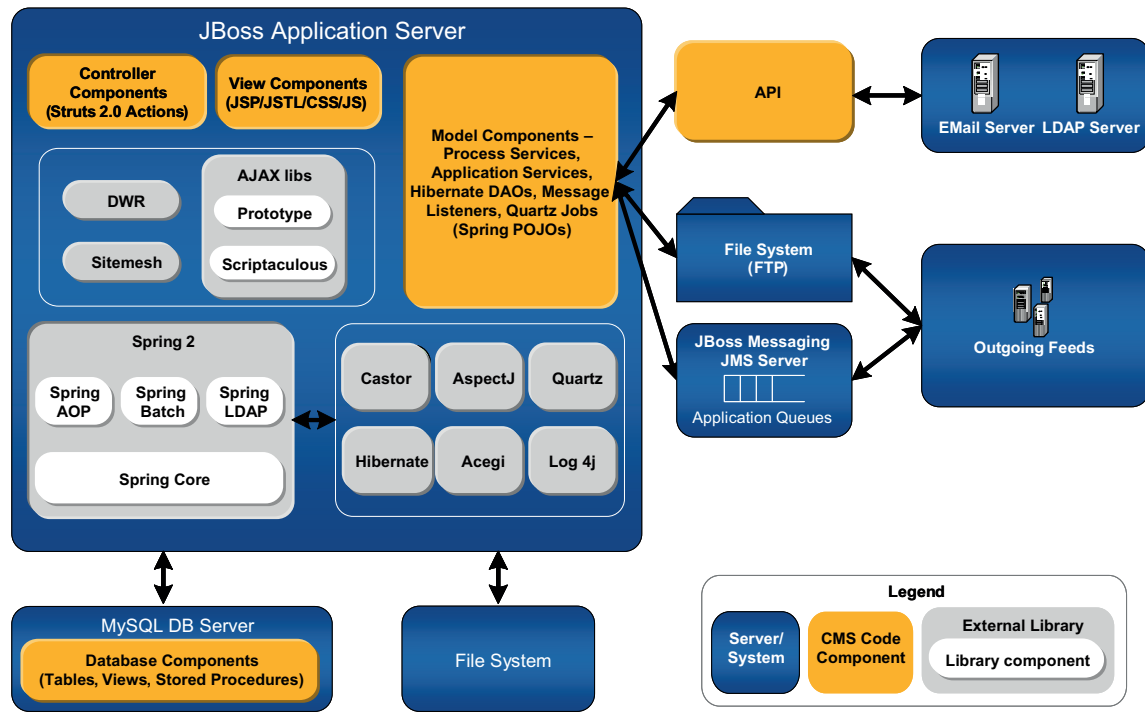 JBoss Application Server
Controller
Components
(Struts 2.0 Actions)
View Components
(JSP/JSTL/CSS/JS)
Model Components –
Process Services,
Application Services,
Hibernate DAOs, Message
Listeners, Quartz Jobs
(Spring POJOs)
DWR
Sitemesh
AJAX libs
Prototype
Scriptaculous
Spring 2
Spring
AOP
Spring
Batch
Spring
LDAP
Spring Core
Castor
AspectJ
Quartz
Hibernate
Acegi
Log 4j
API
EMail Server
LDAP Server
File System
(FTP)
JBoss Messaging
JMS Server
Application Queues
Outgoing Feeds
MySQL DB Server
Database Components
(Tables, Views, Stored Procedures)
File System
Legend
Server/
System
CMS Code
Component
External Library
Library component